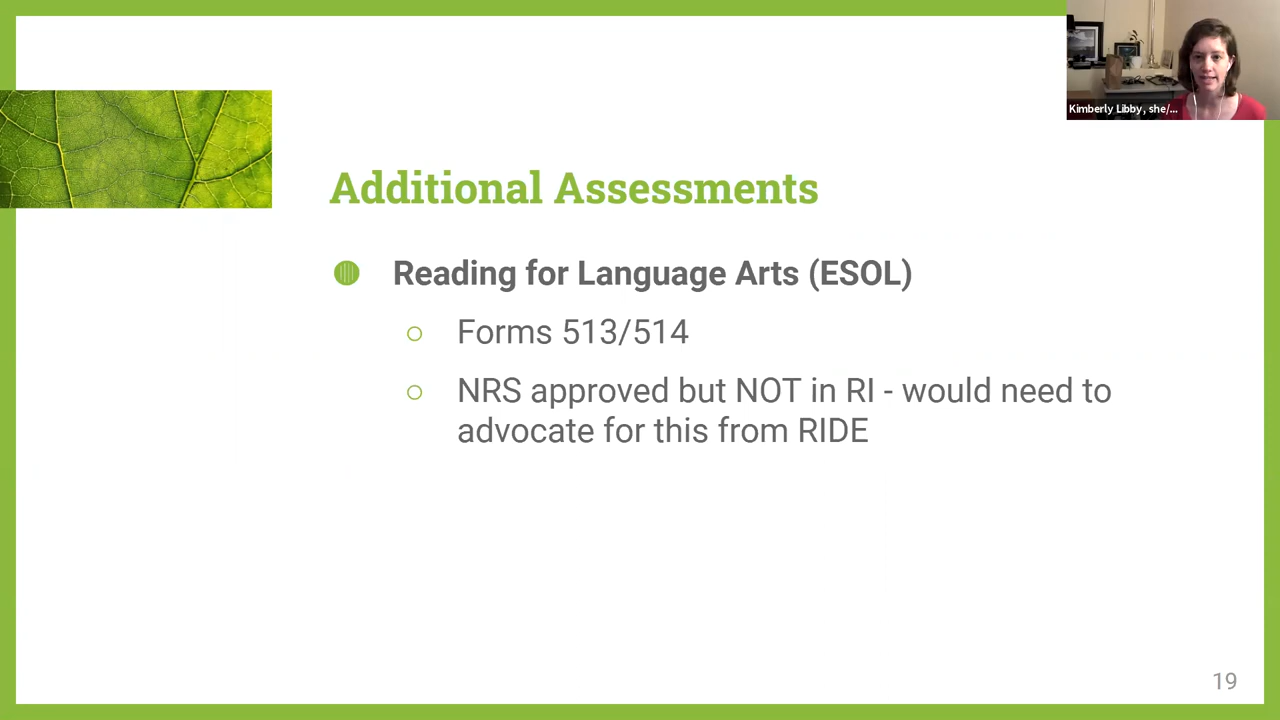 Kimberly Libby, she/...
Additional Assessments
Reading for Language Arts (ESOL)
Forms 513/514
NRS approved but NOT in RI - would need to
advocate for this from RIDE
19